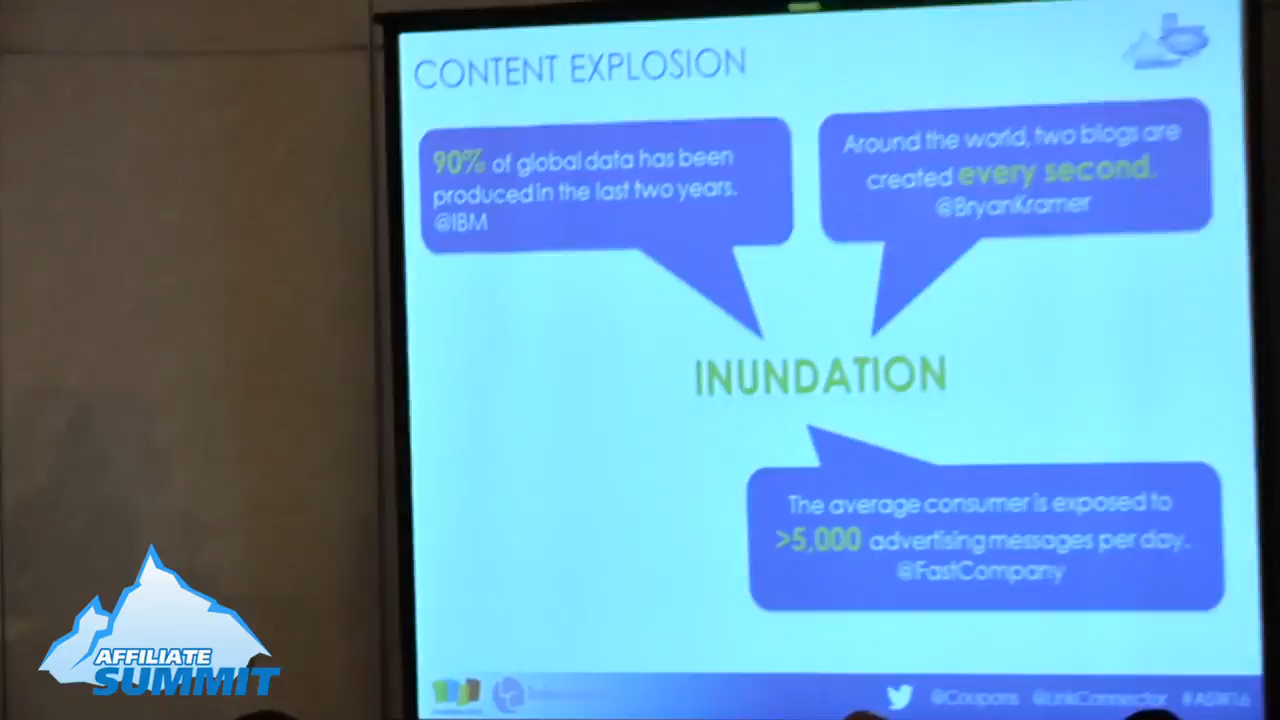 CONTENT EXPLOSION
90% of global data has been
produced in the last two years.
@IBM
Around the world, two blogs are
created every second.
@BryanKramer
INUNDATION
The average consumer is exposed to
>5,000 advertising messages per day.
@FastCompany
AFFILIATE
SUMMIT
@Coupons @LinkConnector #ASW16